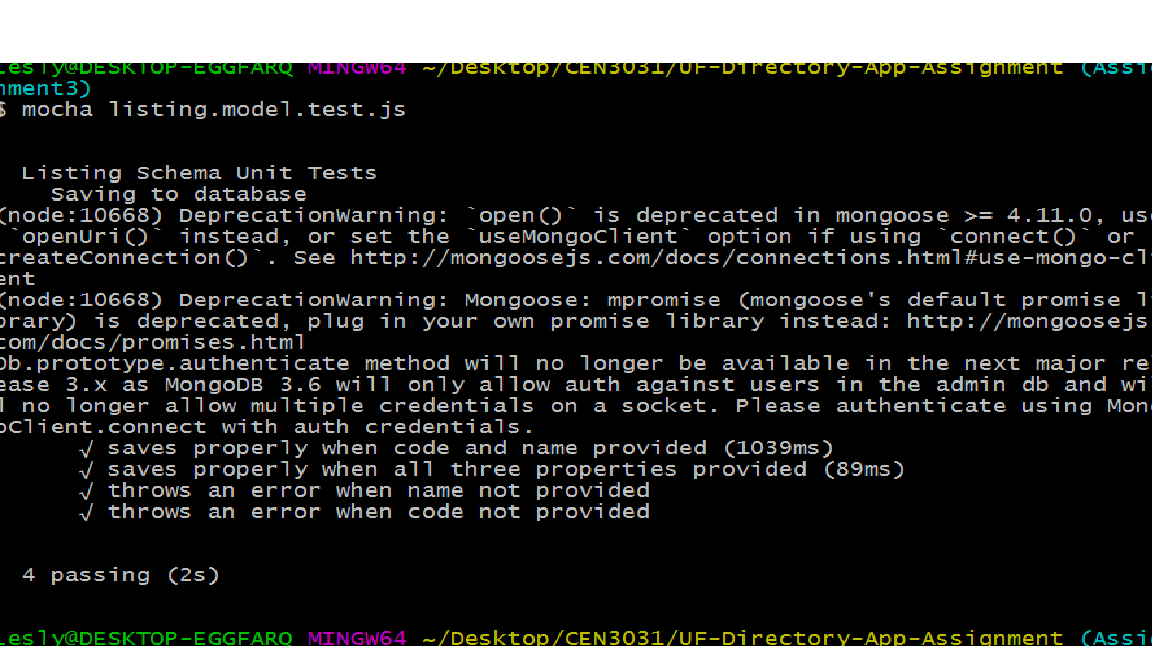 Lesly@DESKTOP-EGGFARQ MINGW64 ~/Desktop/CEN3031/UF-Directory-App-Assignment (Assi
nment3)
$ mocha listing.model.test.js
Listing Schema Unit Tests
Saving to database
(node:10668) DeprecationWarning: `open()` is deprecated in mongoose >= 4.11.0, use
`openUri()` instead, or set the `useMongoClient` option if using `connect()` or
createConnection()`. See http://mongoosejs.com/docs/connections.html#use-mongo-cli
ent
(node:10668) DeprecationWarning: Mongoose: mpromise (mongoose's default promise li
brary) is deprecated, plug in your own promise library instead: http://mongoosejs
com/docs/promises.html
Db.prototype.authenticate method will no longer be available in the next major rel
ease 3.x as MongoDB 3.6 will only allow auth against users in the admin db and wil
l no longer allow multiple credentials on a socket. Please authenticate using Mong
oClient.connect with auth credentials.
√ saves properly when code and name provided (1039ms)
√ saves properly when all three properties provided (89ms)
√ throws an error when name not provided
√ throws an error when code not provided
4 passing (2s)
Lesly@DESKTOP-EGGFARQ MINGW64 ~/Desktop/CEN3031/UF-Directory-App-Assignment (Assi